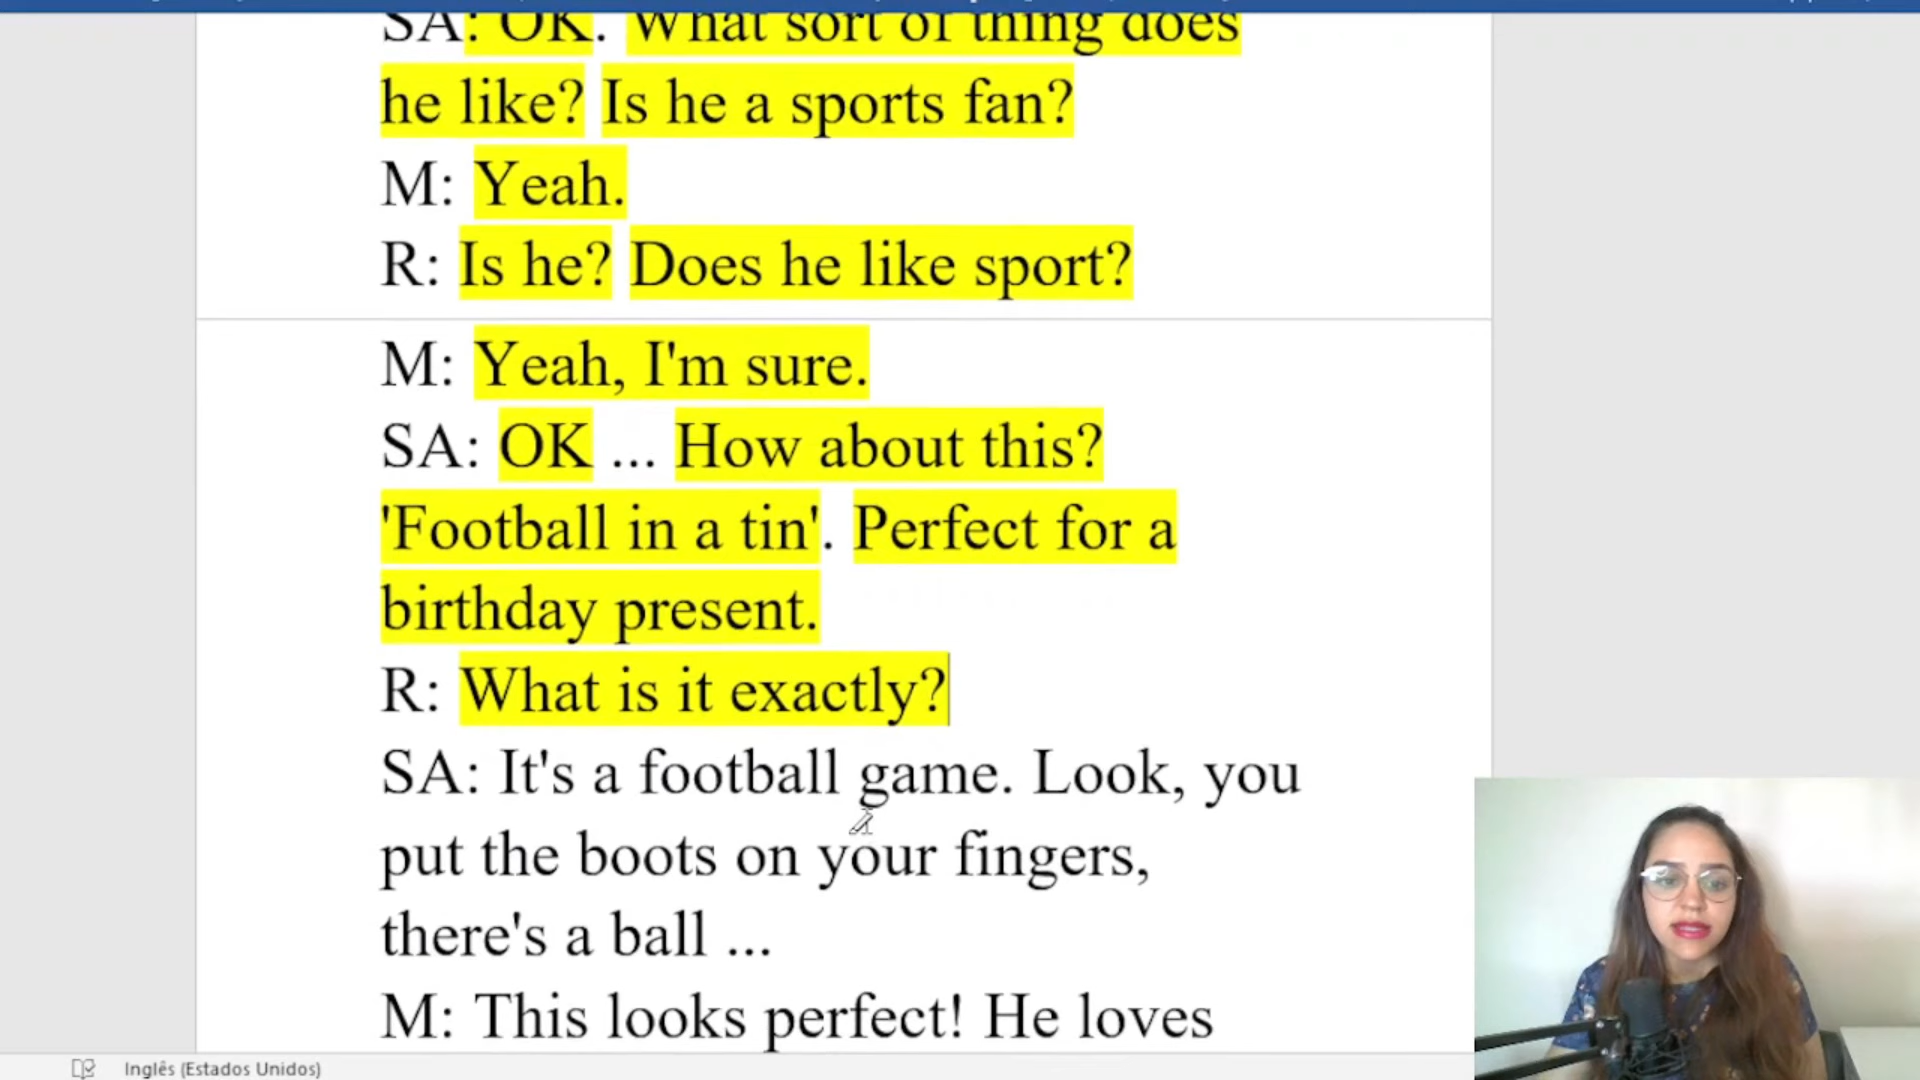 SA: OK. What sort of thing does
he like? Is he a sports fan?
M: Yeah.
R: Is he? Does he like sport?
M: Yeah, I'm sure.
SA: OK ... How about this?
'Football in a tin'. Perfect for a
birthday present.
R: What is it exactly?
SA: It's a football game. Look, you
put the boots on your fingers,
there's a ball ...
M: This looks perfect! He loves
Inglês (Estados Unidos)